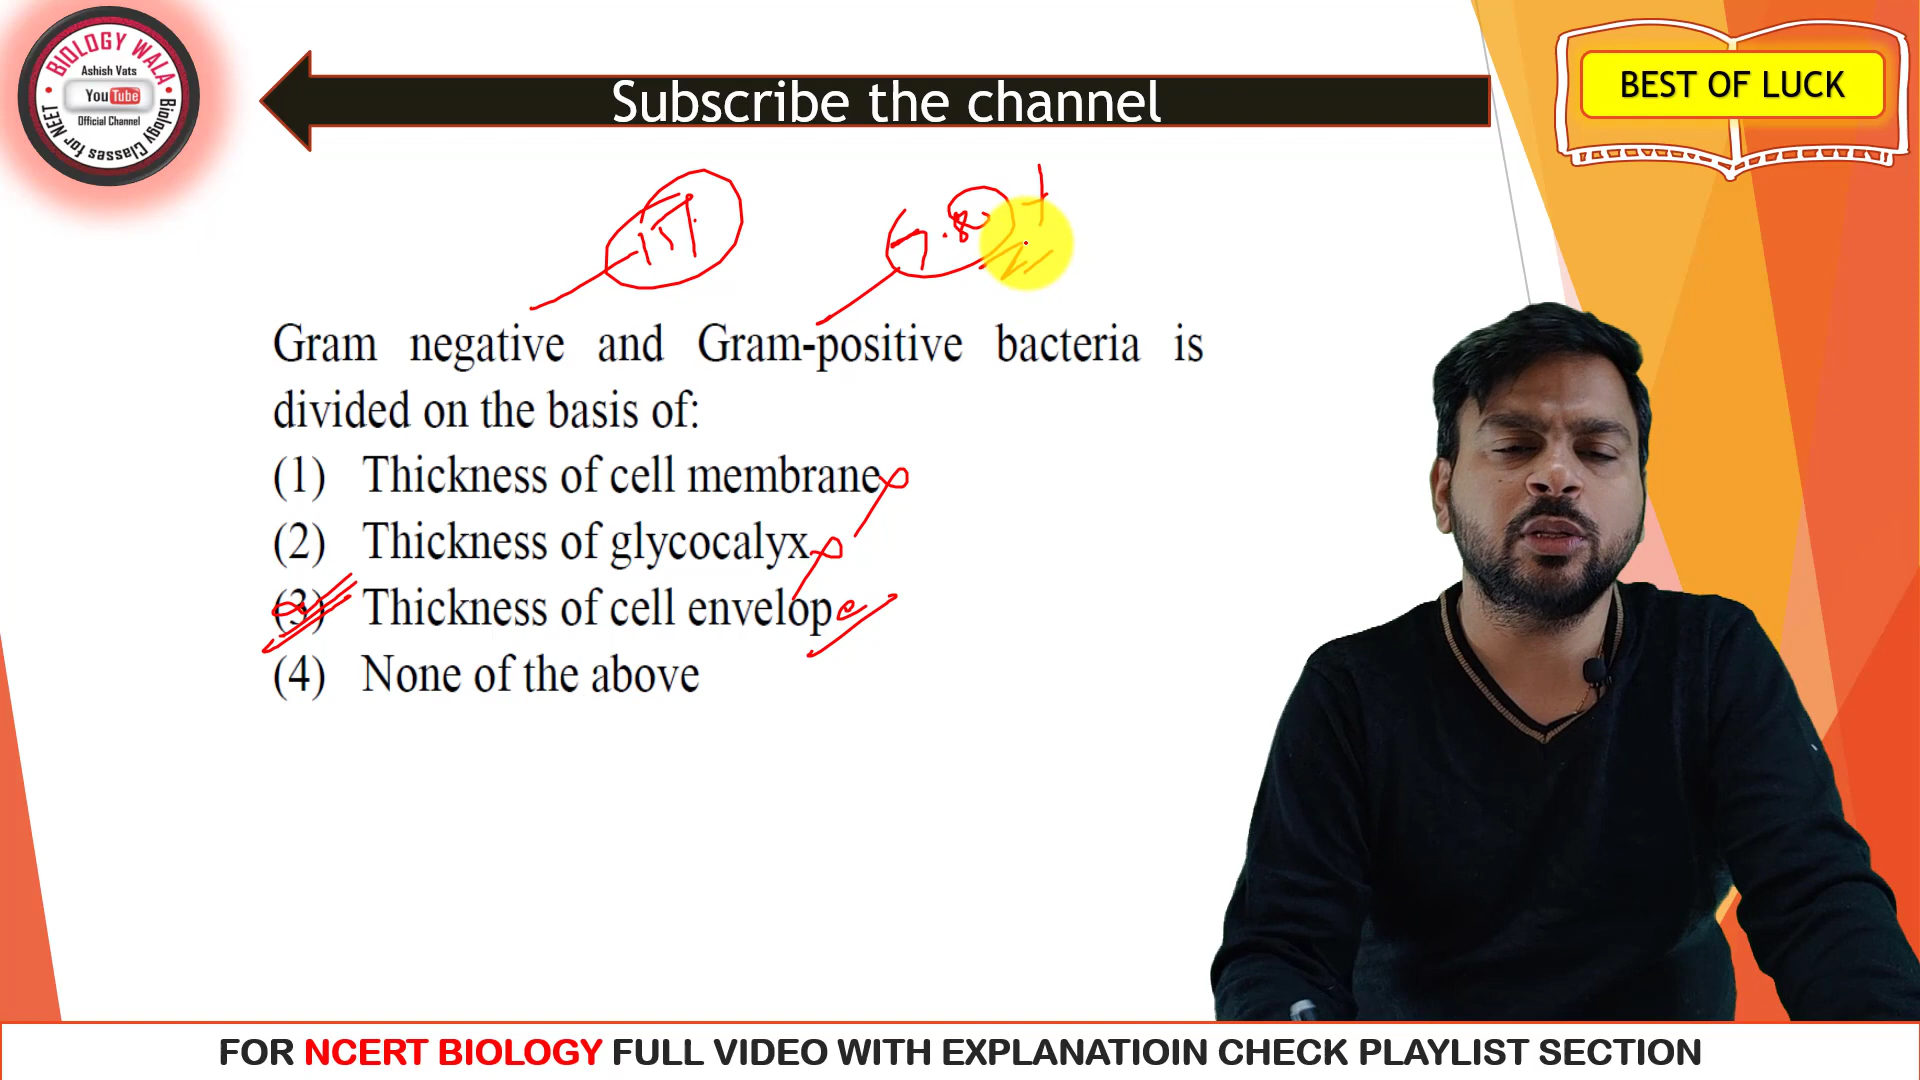 BIOLOGY WALA
Ashish Vats
YouTube
Official Channel
Biology Classes for NEET
Subscribe the channel
BEST OF LUCK
Gram negative and Gram-positive bacteria is
divided on the basis of:
(1) Thickness of cell membrane
(2) Thickness of glycocalyx
(3) Thickness of cell envelope
(4) None of the above
FOR NCERT BIOLOGY FULL VIDEO WITH EXPLANATIOIN CHECK PLAYLIST SECTION